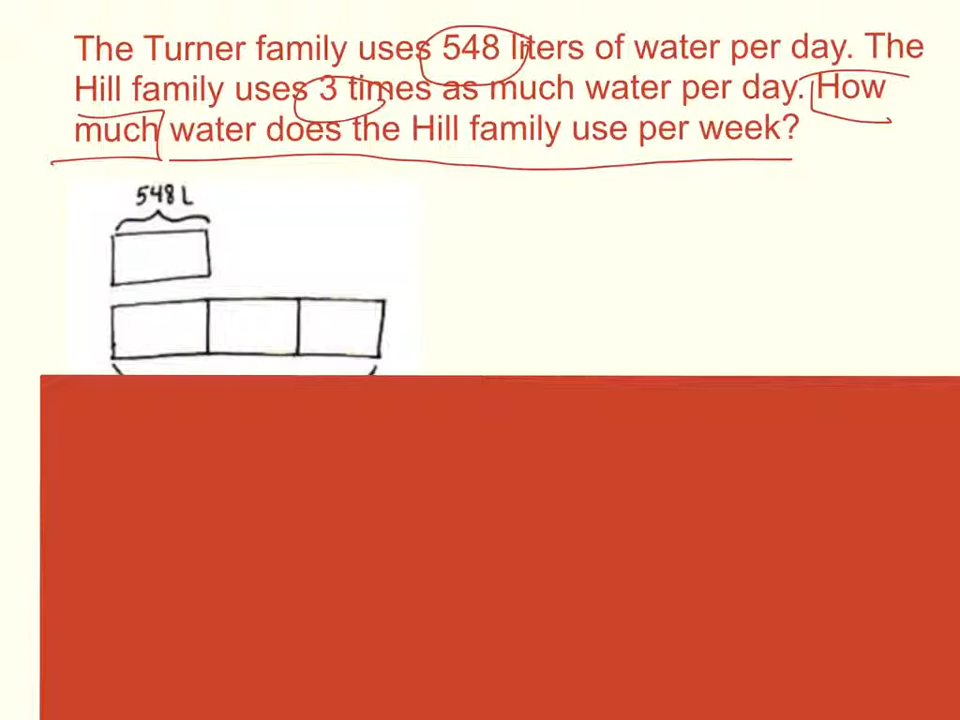 The Turner family uses 548 liters of water per day. The
Hill family uses 3 times as much water per day. How
much water does the Hill family use per week?
548 L